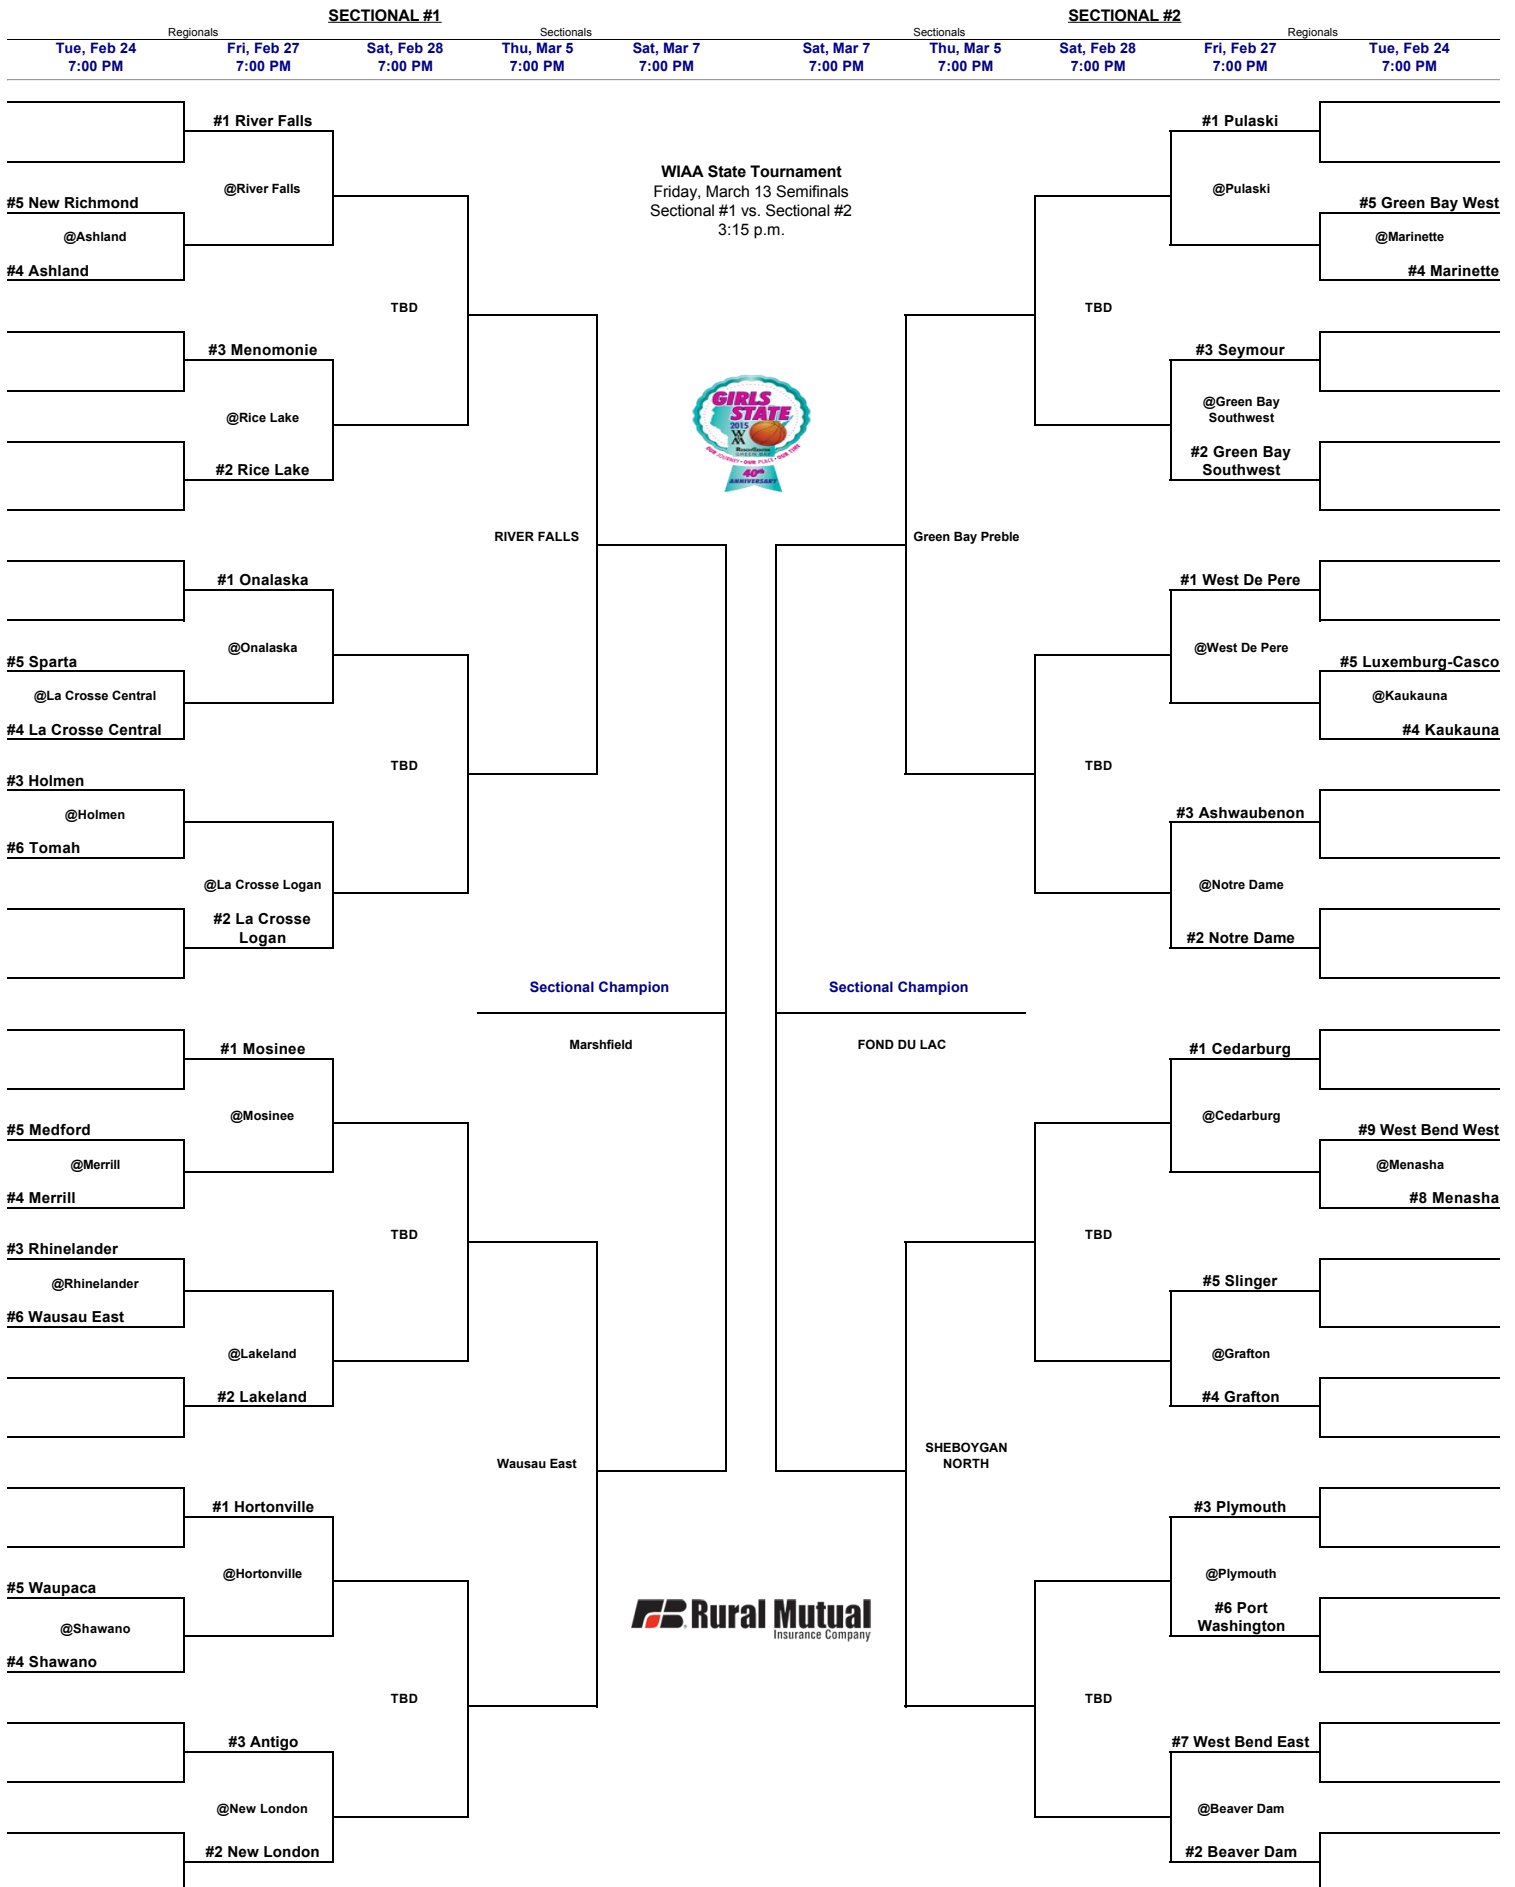 SECTIONAL #1
SECTIONAL #2
Regionals
Sectionals
Sectionals
Regionals
Tue, Feb 24
7:00 PM
Fri, Feb 27
7:00 PM
Sat, Feb 28
7:00 PM
Thu, Mar 5
7:00 PM
Sat, Mar 7
7:00 PM
Sat, Mar 7
7:00 PM
Thu, Mar 5
7:00 PM
Sat, Feb 28
7:00 PM
Fri, Feb 27
7:00 PM
Tue, Feb 24
7:00 PM
#1 River Falls
@River Falls
#5 New Richmond
@Ashland
#4 Ashland
TBD
#3 Menomonie
@Rice Lake
#2 Rice Lake
RIVER FALLS
#1 Onalaska
@Onalaska
#5 Sparta
@La Crosse Central
#4 La Crosse Central
TBD
#3 Holmen
@Holmen
#6 Tomah
@La Crosse Logan
#2 La Crosse
Logan
Sectional Champion
Marshfield
#1 Mosinee
@Mosinee
#5 Medford
@Merrill
#4 Merrill
TBD
#3 Rhinelander
@Rhinelander
#6 Wausau East
@Lakeland
#2 Lakeland
Wausau East
#1 Hortonville
@Hortonville
#5 Waupaca
@Shawano
#4 Shawano
TBD
#3 Antigo
@New London
#2 New London
WIAA State Tournament
Friday, March 13 Semifinals
Sectional #1 vs. Sectional #2
3:15 p.m.
GIRLS
STATE
2015
OUR JOURNEY • OUR PLACE • OUR TIME
40th
ANNIVERSARY
Rural Mutual
Insurance Company
#1 Pulaski
@Pulaski
#5 Green Bay West
@Marinette
#4 Marinette
TBD
#3 Seymour
@Green Bay
Southwest
#2 Green Bay
Southwest
Green Bay Preble
#1 West De Pere
@West De Pere
#5 Luxemburg-Casco
@Kaukauna
#4 Kaukauna
TBD
#3 Ashwaubenon
@Notre Dame
#2 Notre Dame
Sectional Champion
FOND DU LAC
#1 Cedarburg
@Cedarburg
#9 West Bend West
@Menasha
#8 Menasha
TBD
#5 Slinger
@Grafton
#4 Grafton
SHEBOYGAN
NORTH
#3 Plymouth
@Plymouth
#6 Port
Washington
TBD
#7 West Bend East
@Beaver Dam
#2 Beaver Dam